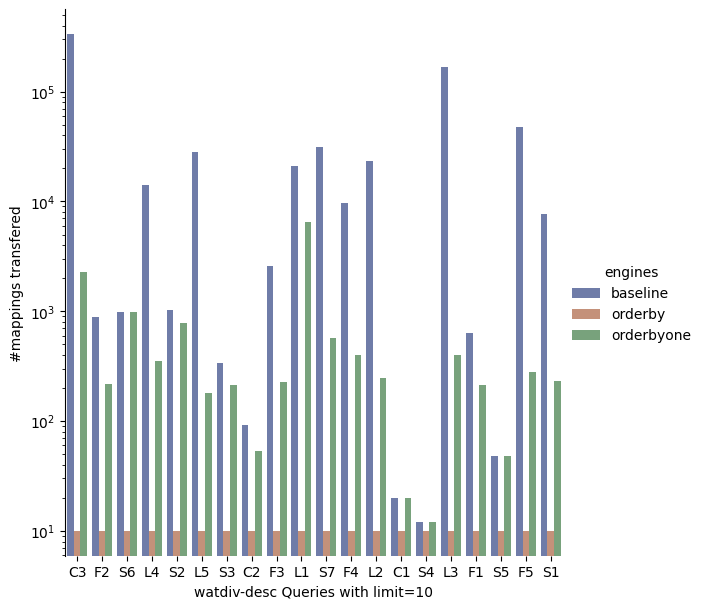 #mappings transfered
10^5
10^4
10^3
10^2
10^1
C3 F2 S6 L4 S2 L5 S3 C2 F3 L1 S7 F4 L2 C1 S4 L3 F1 S5 F5 S1
watdiv-desc Queries with limit=10
engines
baseline
orderby
orderbyone